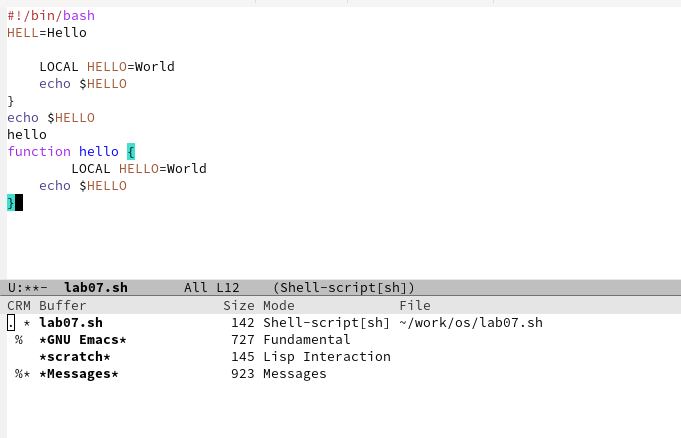 #!/bin/bash
HELL=Hello

    LOCAL HELLO=World
    echo $HELLO
}
echo $HELLO
hello
function hello {
        LOCAL HELLO=World
    echo $HELLO
}
U:**-  lab07.sh       All L12    (Shell-script[sh])
CRM Buffer                 Size Mode             File
. * lab07.sh                142 Shell-script[sh] ~/work/os/lab07.sh
 %  *GNU Emacs*             727 Fundamental
    *scratch*               145 Lisp Interaction
 %* *Messages*              923 Messages